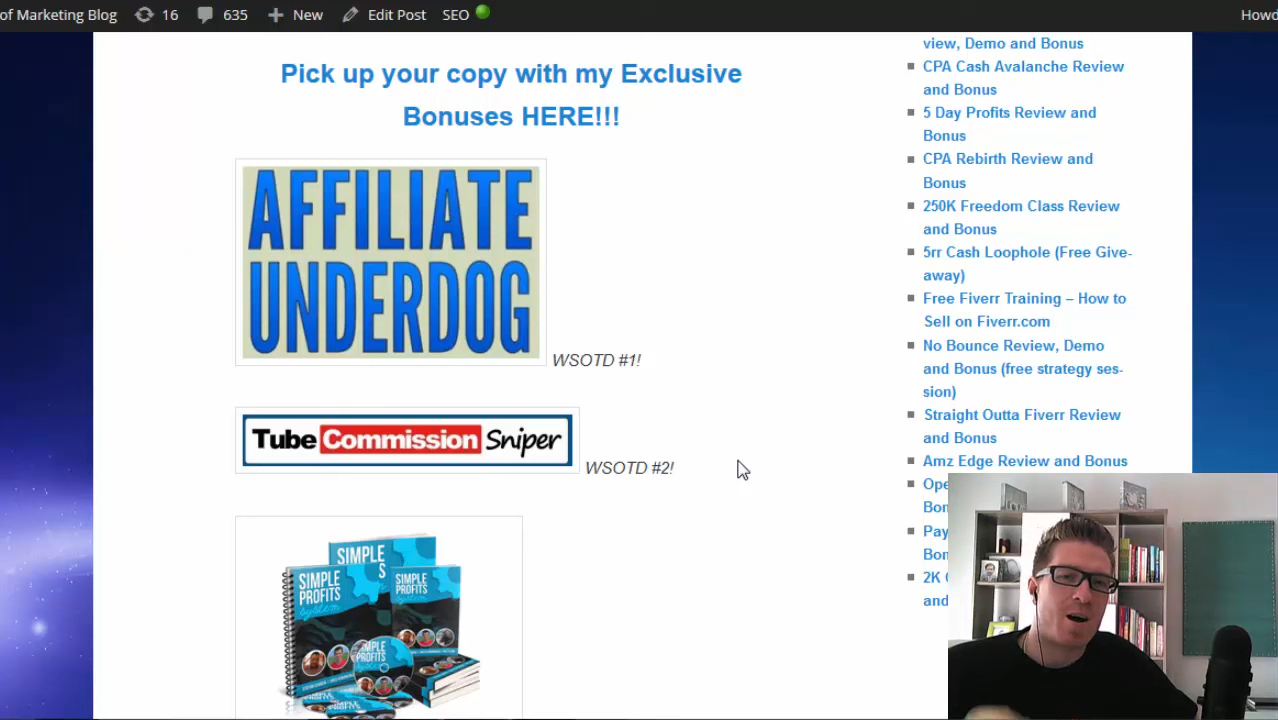 of Marketing Blog 16 635 New Edit Post SEO Howd
Pick up your copy with my Exclusive
Bonuses HERE!!!
AFFILIATE
UNDERDOG
WSOTD #1!
Tube Commission Sniper
WSOTD #2!
SIMPLE
SIMPLE
PROFITS
system
SIMPLE
PROFITS
SIMPLE
PROFITS
view, Demo and Bonus
CPA Cash Avalanche Review
and Bonus
5 Day Profits Review and
Bonus
CPA Rebirth Review and
Bonus
250K Freedom Class Review
and Bonus
5rr Cash Loophole (Free Give-
away)
Free Fiverr Training – How to
Sell on Fiverr.com
No Bounce Review, Demo
and Bonus (free strategy ses-
sion)
Straight Outta Fiverr Review
and Bonus
Amz Edge Review and Bonus
Ope
Bon
Pay
Bon
2K
and